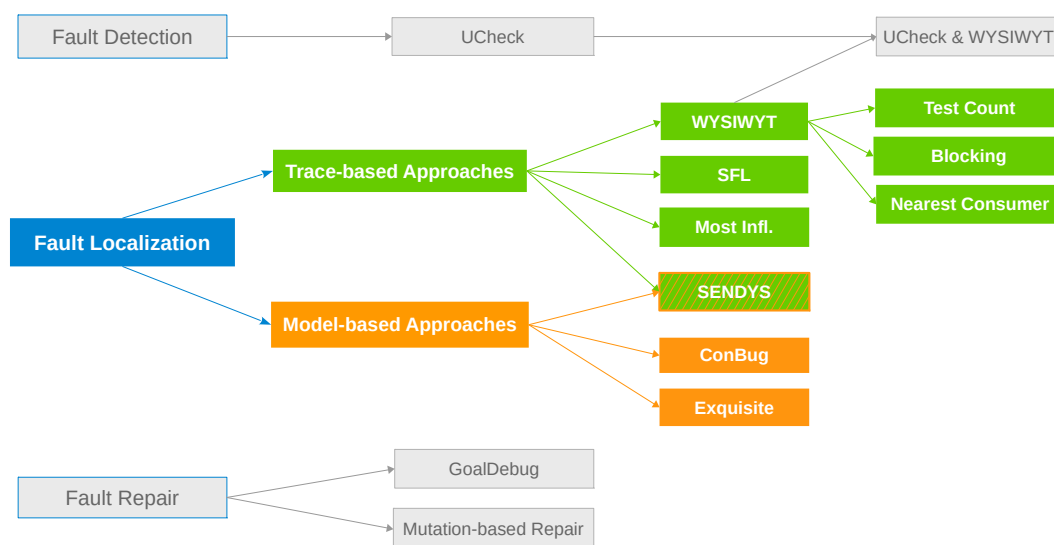 Fault Detection
UCheck
UCheck & WYSIWYT
WYSIWYT
Test Count
Blocking
Nearest Consumer
Trace-based Approaches
SFL
Most Infl.
Fault Localization
SENDYS
Model-based Approaches
ConBug
Exquisite
GoalDebug
Fault Repair
Mutation-based Repair